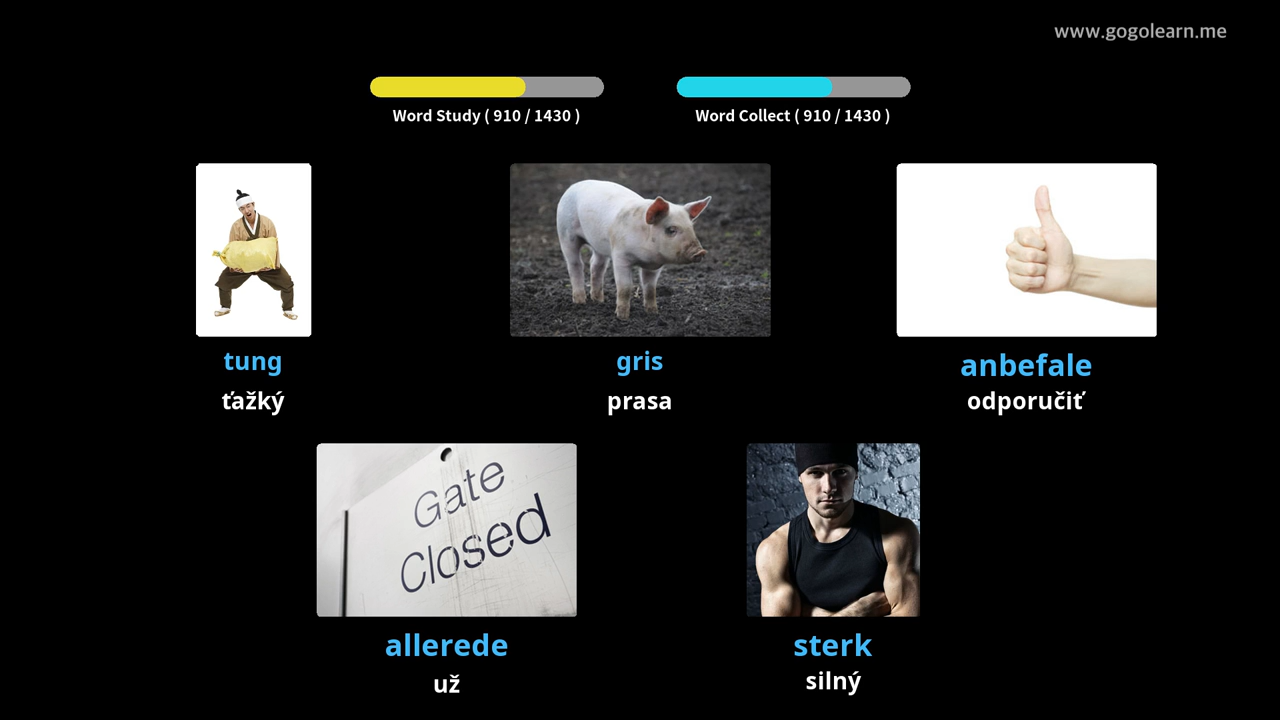 www.gogolearn.me
Word Study ( 910 / 1430 )
Word Collect ( 910 / 1430 )
tung
ťažký
gris
prasa
anbefale
odporučiť
Gate
Closed
allerede
už
sterk
silný